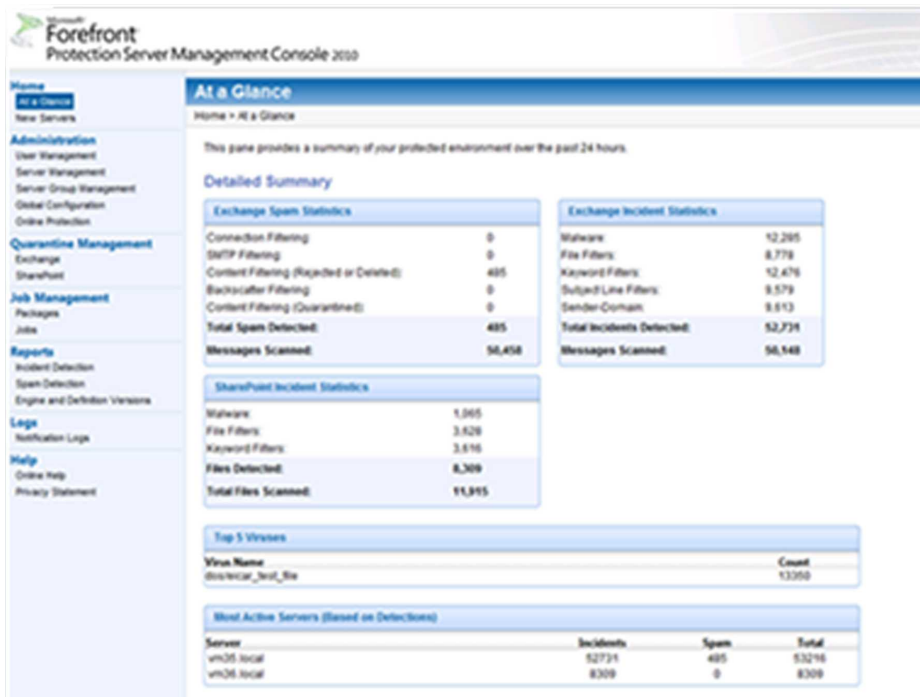 Microsoft
Forefront
Protection Server Management Console 2010
Home
At a Glance
New Servers
Administration
User Management
Server Management
Server Group Management
Global Configuration
Online Protection
Quarantine Management
Exchange
SharePoint
Job Management
Packages
Jobs
Reports
Incident Detection
Spam Detection
Engine and Definition Versions
Logs
Notification Logs
Help
Online Help
Privacy Statement
At a Glance
Home > At a Glance
This pane provides a summary of your protected environment over the past 24 hours.
Detailed Summary
Exchange Spam Statistics
Connection Filtering: 0
SMTP Filtering: 0
Content Filtering (Rejected or Deleted): 485
Backscatter Filtering: 0
Content Filtering (Quarantined): 0
Total Spam Detected: 485
Messages Scanned: 50,458
Exchange Incident Statistics
Malware: 12,285
File Filters: 8,778
Keyword Filters: 12,476
Subject Line Filters: 9,579
Sender-Domain: 9,613
Total Incidents Detected: 52,731
Messages Scanned: 50,148
SharePoint Incident Statistics
Malware: 1,065
File Filters: 3,628
Keyword Filters: 3,616
Files Detected: 8,309
Total Files Scanned: 11,915
Top 5 Viruses
Virus Name Count
dos/eicar_test_file 13350
Most Active Servers (Based on Detections)
Server Incidents Spam Total
vm35.local 52731 485 53216
vm36.local 8309 0 8309